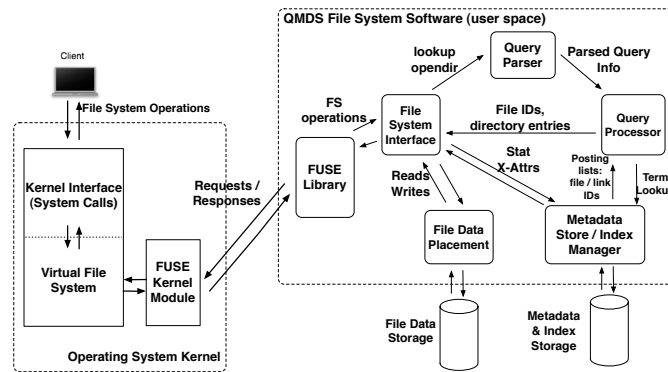 QMDS File System Software (user space)
Client
File System Operations
lookup
opendir
Query
Parser
Parsed Query
Info
FS
operations
File
System
Interface
File IDs,
directory entries
Query
Processor
FUSE
Library
Kernel Interface
(System Calls)
Requests /
Responses
Reads
Writes
Stat
X-Attrs
Posting
lists:
file / link
IDs
Term
Looku
Virtual File
System
FUSE
Kernel
Module
File Data
Placement
Metadata
Store / Index
Manager
Operating System Kernel
File Data
Storage
Metadata
& Index
Storage